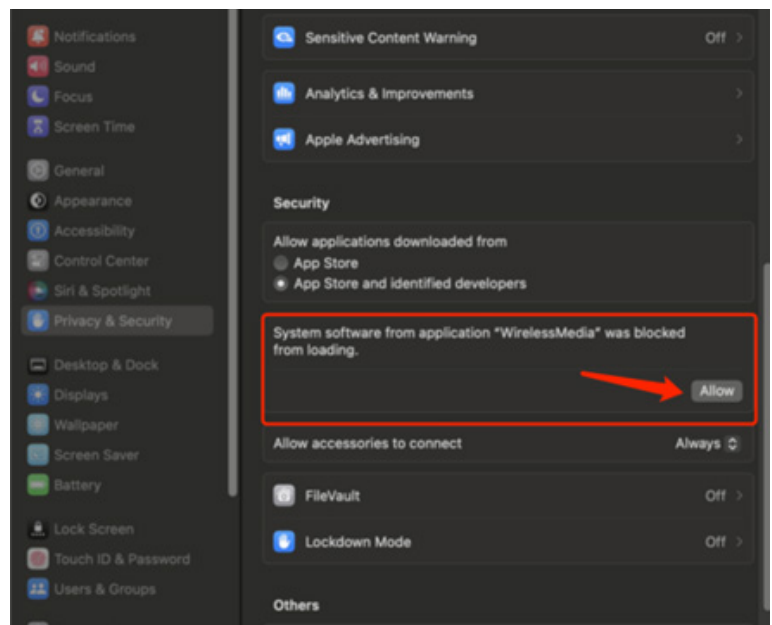 Notifications
Sound
Focus
Screen Time
General
Appearance
Accessibility
Control Center
Siri & Spotlight
Privacy & Security
Desktop & Dock
Displays
Wallpaper
Screen Saver
Battery
Lock Screen
Touch ID & Password
Users & Groups
Sensitive Content Warning Off
Analytics & Improvements
Apple Advertising
Security
Allow applications downloaded from
App Store
App Store and identified developers
System software from application "WirelessMedia" was blocked
from loading.
Allow
Allow accessories to connect Always
FileVault Off
Lockdown Mode Off
Others